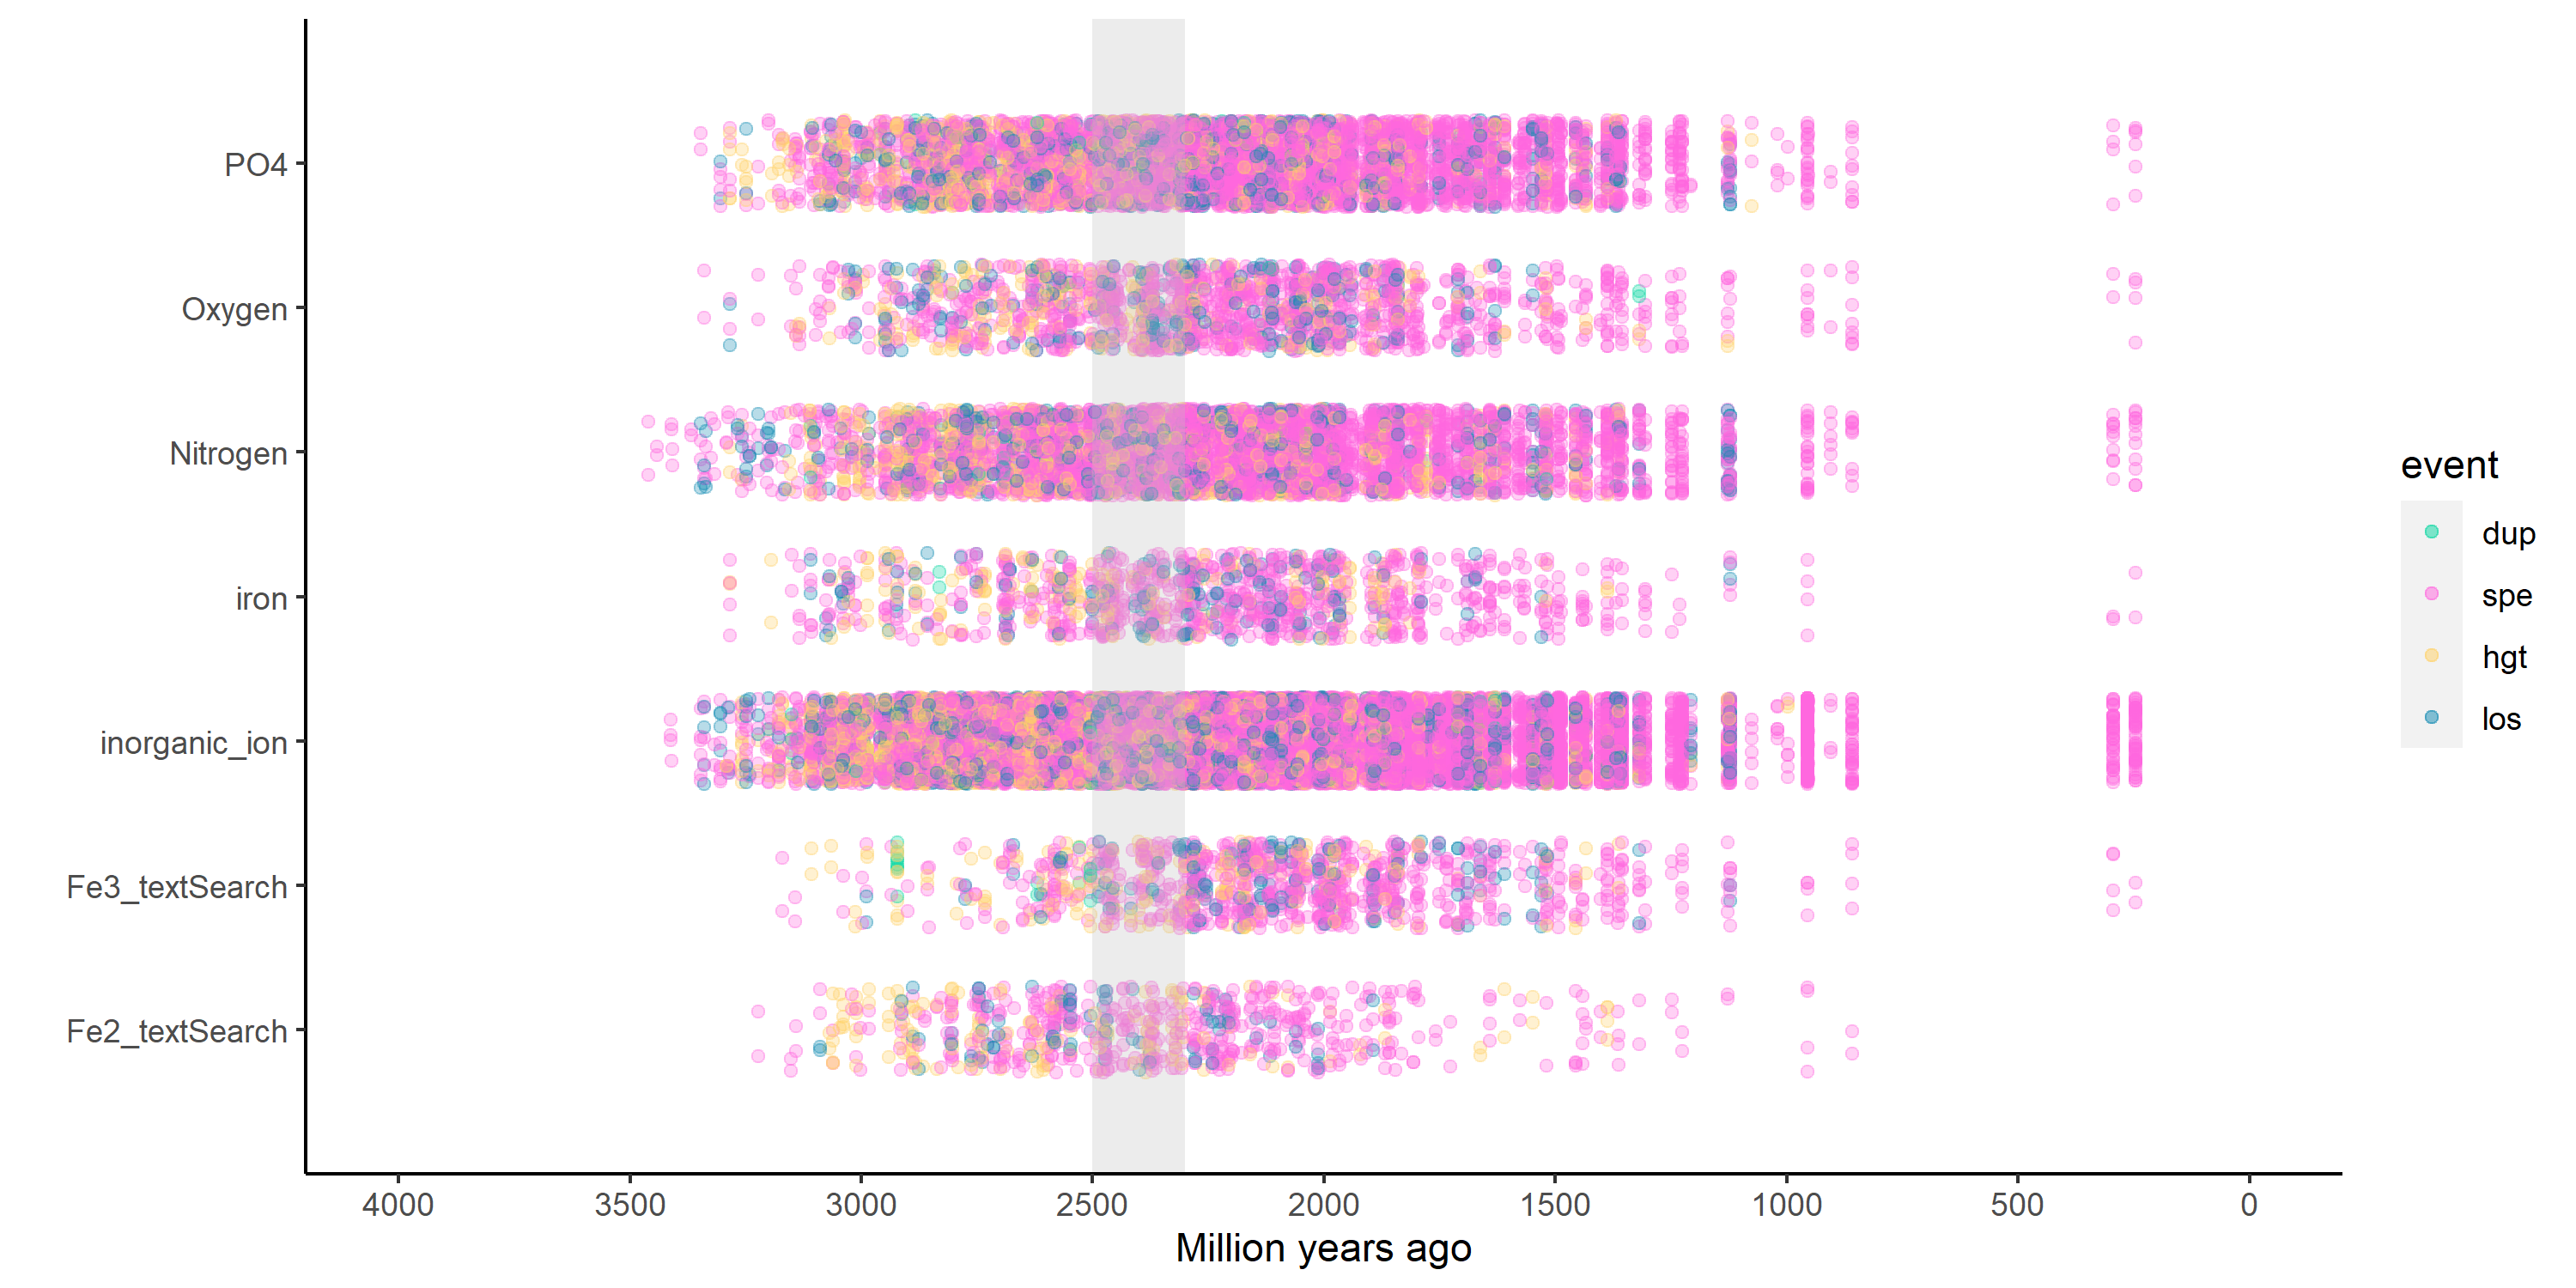 PO4
Oxygen
Nitrogen
iron
inorganic_ion
Fe3_textSearch
Fe2_textSearch
4000 3500 3000 2500 2000 1500 1000 500 0
Million years ago
event
dup
spe
hgt
los